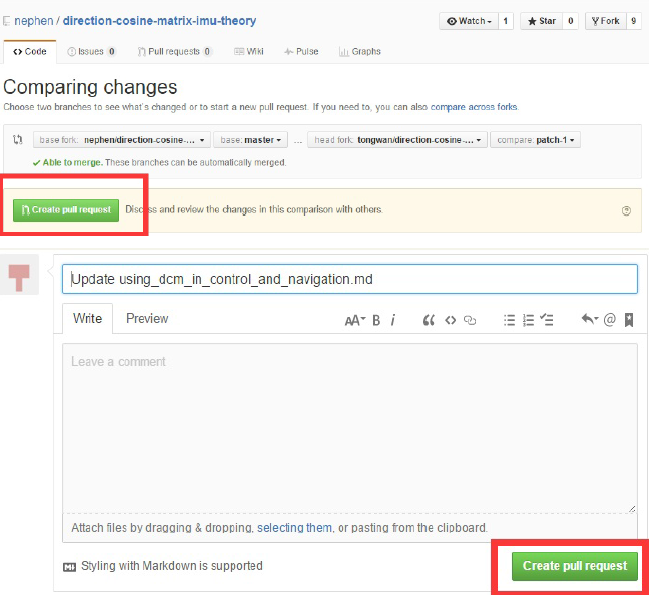 nephen / direction-cosine-matrix-imu-theory
Watch 1 Star 0 Fork 9
Code Issues 0 Pull requests 0 Wiki Pulse Graphs
Comparing changes
Choose two branches to see what's changed or to start a new pull request. If you need to, you can also compare across forks.
base fork: nephen/direction-cosine-... base: master ... head fork: tongwan/direction-cosine-... compare: patch-1
Able to merge. These branches can be automatically merged.
Create pull request Discuss and review the changes in this comparison with others.
Update using_dcm_in_control_and_navigation.md
Write Preview AA B i
Leave a comment
Attach files by dragging & dropping, selecting them, or pasting from the clipboard.
Styling with Markdown is supported
Create pull request